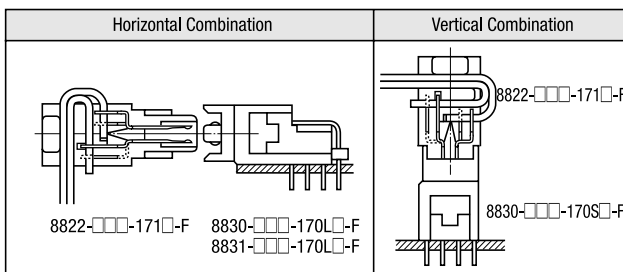 Horizontal Combination
Vertical Combination
8822-□□□-171□-F
8830-□□□-170L□-F
8831-□□□-170L□-F
8822-□□□-171□-F
8830-□□□-170S□-F